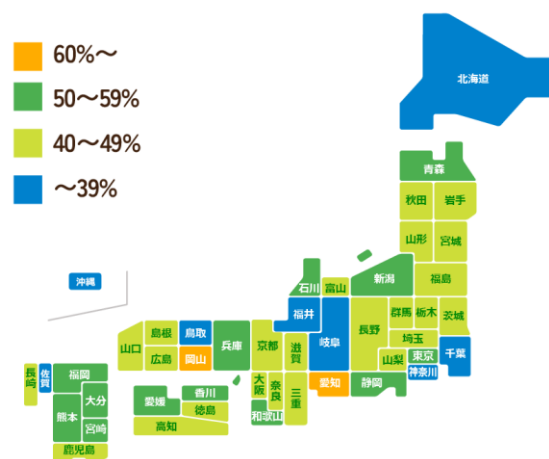 60%〜
50〜59%
40〜49%
〜39%
北海道
青森
秋田
岩手
山形
宮城
福島
新潟
石川
富山
沖縄
福井
岐阜
長野
群馬
栃木
茨城
埼玉
山梨
東京
千葉
神奈川
山口
島根
鳥取
兵庫
京都
滋賀
広島
岡山
愛知
静岡
大阪
奈良
三重
和歌山
長崎
佐賀
福岡
大分
熊本
宮崎
鹿児島
愛媛
香川
徳島
高知